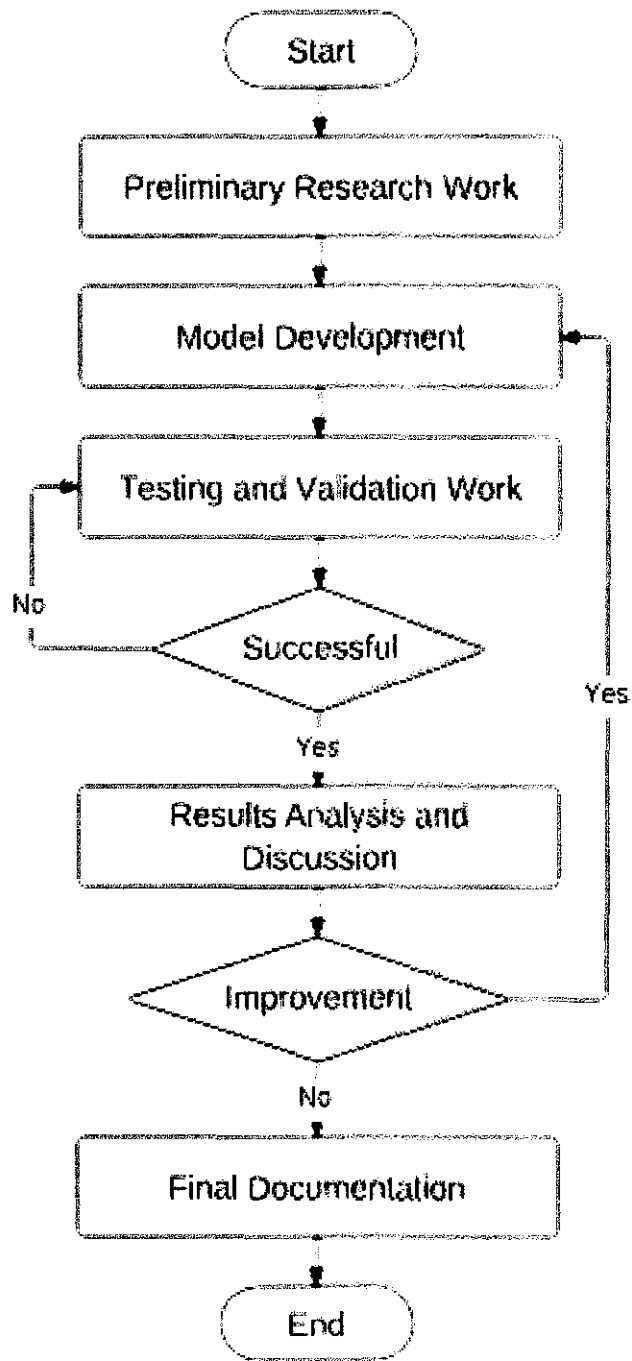 Start
Preliminary Research Work
Model Development
Testing and Validation Work
No
Successful
Yes
Yes
Results Analysis and
Discussion
Improvement
No
Final Documentation
End